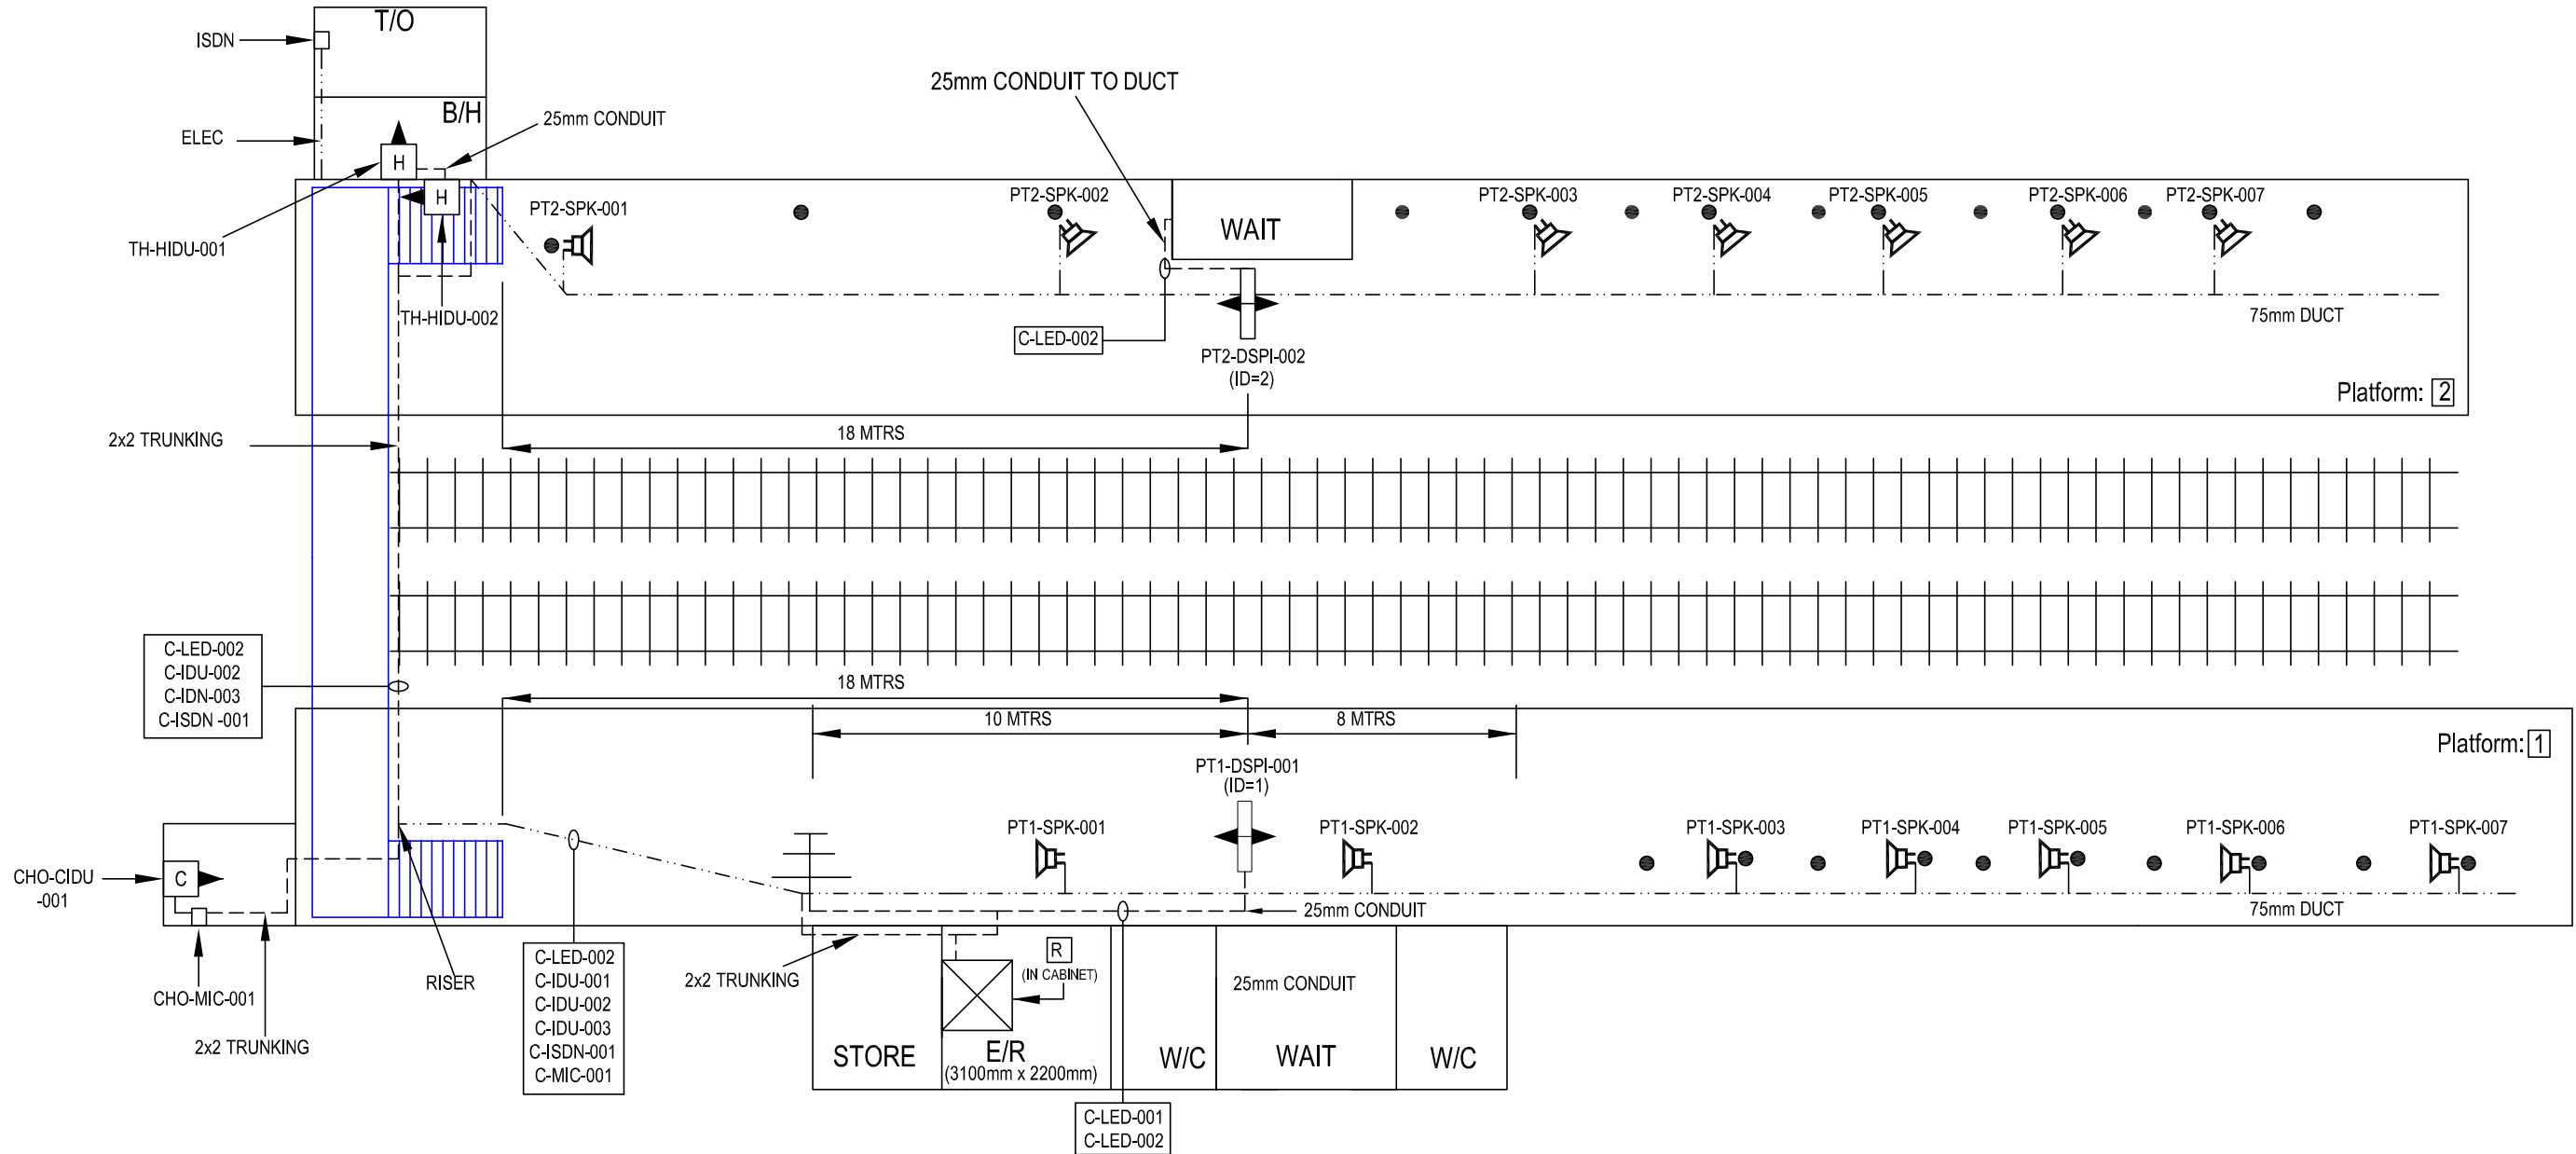 T/O
ISDN
25mm CONDUIT TO DUCT
B/H
25mm CONDUIT
ELEC
H
H
PT2-SPK-001
PT2-SPK-002
PT2-SPK-003
PT2-SPK-004
PT2-SPK-005
PT2-SPK-006
PT2-SPK-007
WAIT
TH-HIDU-001
TH-HIDU-002
75mm DUCT
C-LED-002
PT2-DSPI-002
(ID=2)
Platform: 2
2x2 TRUNKING
18 MTRS
C-LED-002
C-IDU-002
C-IDN-003
C-ISDN -001
18 MTRS
10 MTRS
8 MTRS
Platform: 1
PT1-DSPI-001
(ID=1)
PT1-SPK-001
PT1-SPK-002
PT1-SPK-003
PT1-SPK-004
PT1-SPK-005
PT1-SPK-006
PT1-SPK-007
CHO-CIDU
-001
C
25mm CONDUIT
75mm DUCT
R
(IN CABINET)
CHO-MIC-001
RISER
2x2 TRUNKING
25mm CONDUIT
C-LED-002
C-IDU-001
C-IDU-002
C-IDU-003
C-ISDN-001
C-MIC-001
2x2 TRUNKING
STORE
E/R
(3100mm x 2200mm)
W/C
WAIT
W/C
C-LED-001
C-LED-002